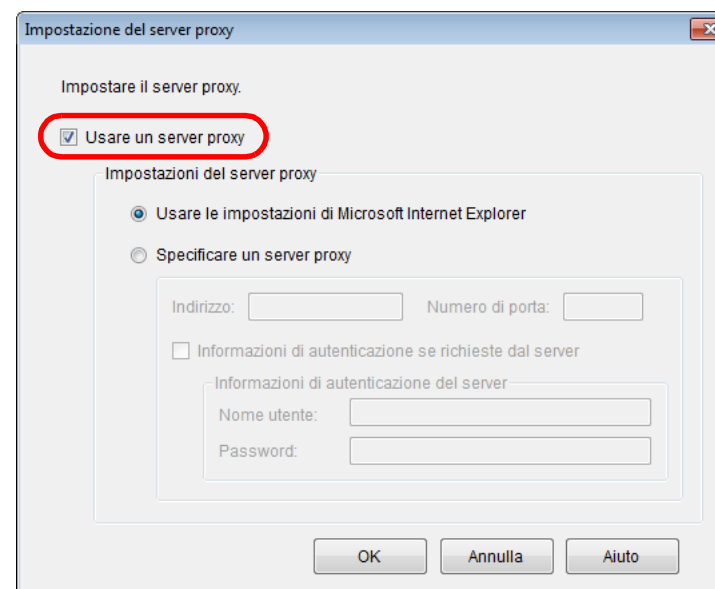 Impostazione del server proxy
Impostare il server proxy.
Usare un server proxy
Impostazioni del server proxy
Usare le impostazioni di Microsoft Internet Explorer
Specificare un server proxy
Indirizzo: Numero di porta:
Informazioni di autenticazione se richieste dal server
Informazioni di autenticazione del server
Nome utente:
Password:
OK Annulla Aiuto